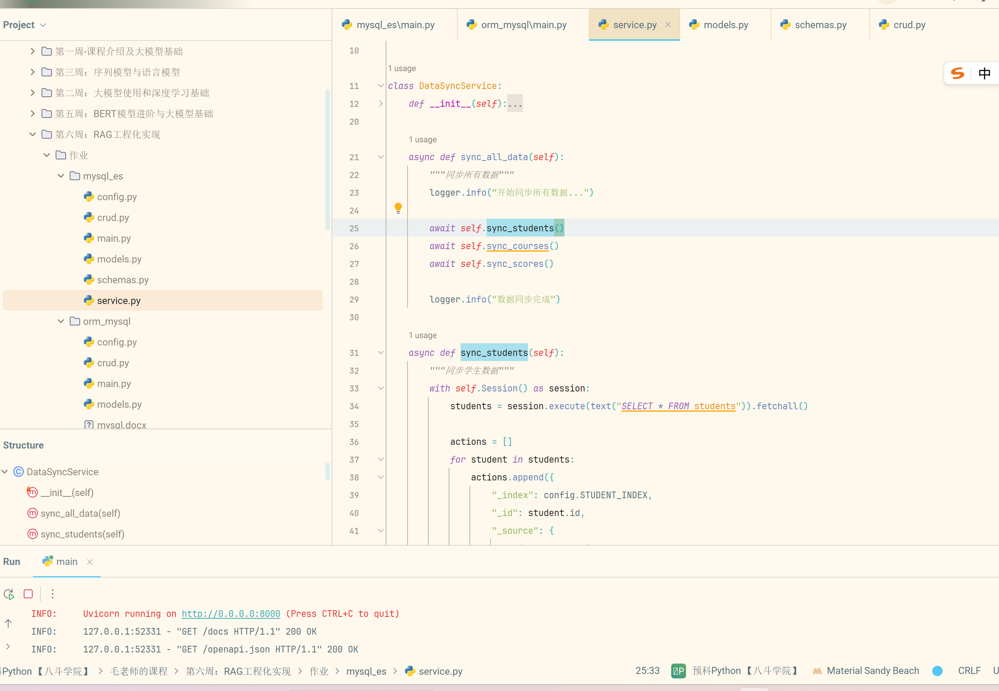 Project
第一周-课程介绍及大模型基础
第三周：序列模型与语言模型
第二周：大模型使用和深度学习基础
第五周：BERT模型进阶与大模型基础
第六周：RAG工程化实现
作业
mysql_es
config.py
crud.py
main.py
models.py
schemas.py
service.py
orm_mysql
config.py
crud.py
main.py
models.py
mysql.docx
Structure
DataSyncService
__init__(self)
sync_all_data(self)
sync_students(self)
mysql_es\main.py orm_mysql\main.py service.py models.py schemas.py crud.py
中
10
1 usage
11 class DataSyncService:
12 def __init__(self):...
20
1 usage
21 async def sync_all_data(self):
22 """同步所有数据"""
23 logger.info("开始同步所有数据...")
24
25 await self.sync_students()
26 await self.sync_courses()
27 await self.sync_scores()
28
29 logger.info("数据同步完成")
30
1 usage
31 async def sync_students(self):
32 """同步学生数据"""
33 with self.Session() as session:
34 students = session.execute(text("SELECT * FROM students")).fetchall()
35
36 actions = []
37 for student in students:
38 actions.append({
39 "_index": config.STUDENT_INDEX,
40 "_id": student.id,
41 "_source": {
Run main
INFO: Uvicorn running on http://0.0.0.0:8000 (Press CTRL+C to quit)
INFO: 127.0.0.1:52331 - "GET /docs HTTP/1.1" 200 OK
INFO: 127.0.0.1:52331 - "GET /openapi.json HTTP/1.1" 200 OK
Python【八斗学院】 > 毛老师的课程 > 第六周：RAG工程化实现 > 作业 > mysql_es > service.py 25:33 P 预科Python【八斗学院】 Material Sandy Beach CRLF